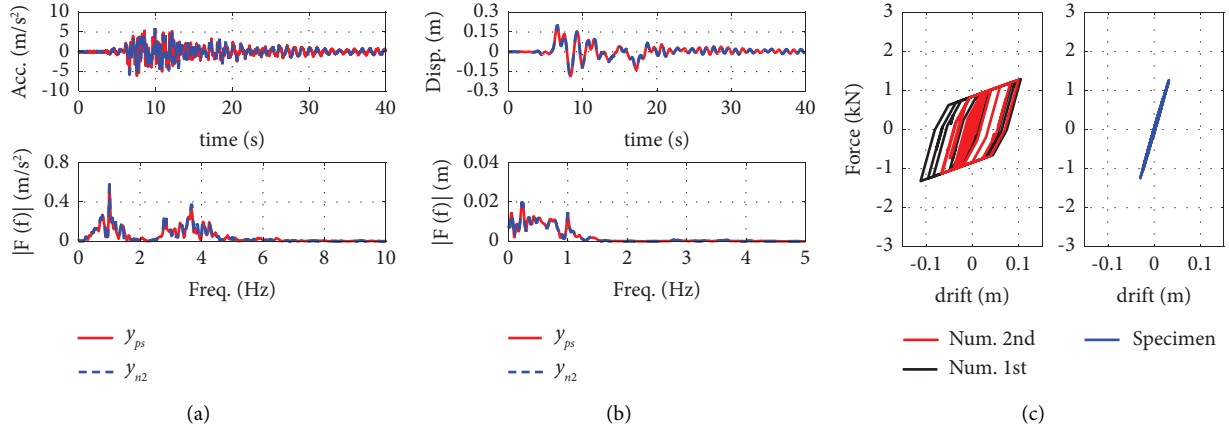 Acc. (m/s²)
10
5
0
-5
-10
0
10
20
30
40
time (s)
|F (f)| (m/s²)
0.8
0.4
0
0
2
4
6
8
10
Freq. (Hz)
y_ps
y_n2
(a)
Disp. (m)
0.3
0.15
0
-0.15
-0.3
0
10
20
30
40
time (s)
|F (f)| (m)
0.04
0.02
0
0
1
2
3
4
5
Freq. (Hz)
y_ps
y_n2
(b)
Force (kN)
3
2
1
0
-1
-2
-3
-0.1
0
0.1
drift (m)
3
2
1
0
-1
1
-3
-0.1
0
0.1
drift (m)
Num. 2nd
Num. 1st
Specimen
(c)